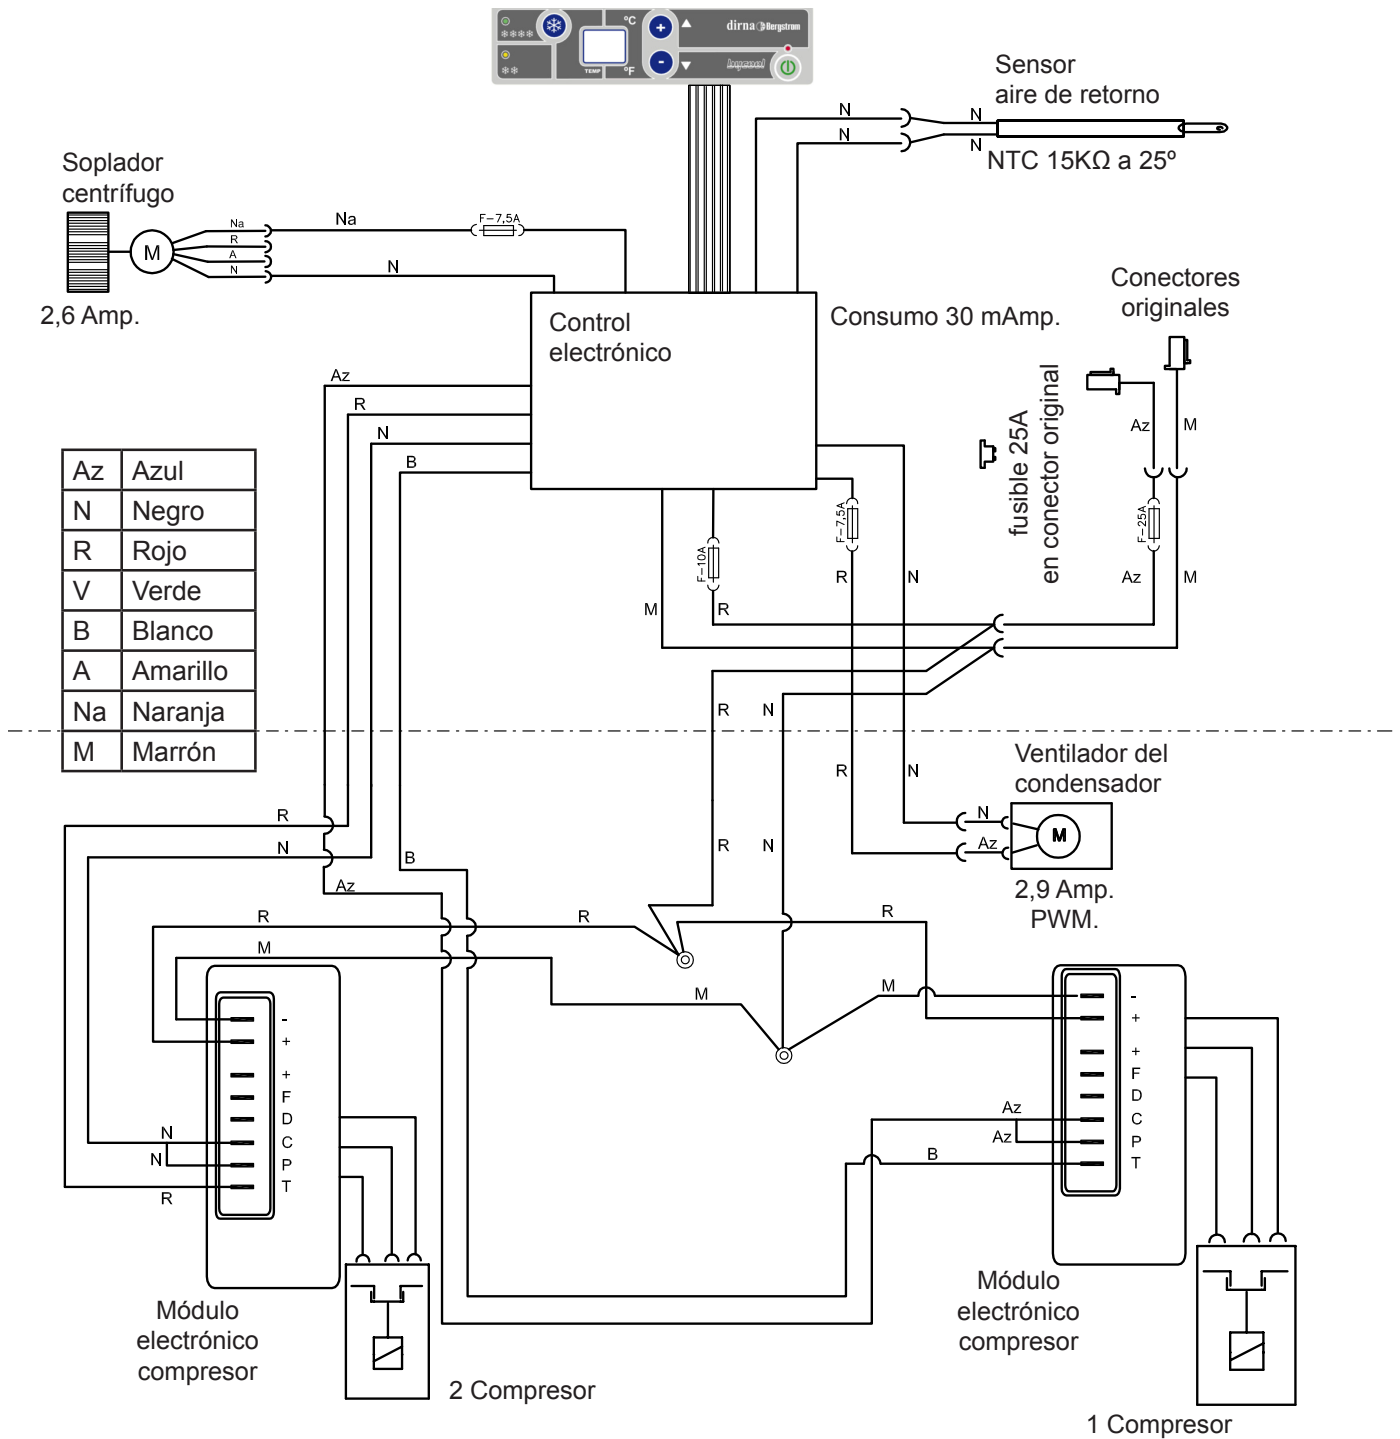 °C
dirna Bergstrom
TEMP
°F
bycool
Sensor
aire de retorno
N
N
N
N
NTC 15KΩ a 25º
Soplador
centrífugo
Na
R
A
N
Na
F-7,5A
N
M
2,6 Amp.
Control
electrónico
Consumo 30 mAmp.
Conectores
originales
fusible 25A
en conector original
Az
M
F-25A
Az
M
Az
R
N
B
Az Azul
N Negro
R Rojo
V Verde
B Blanco
A Amarillo
Na Naranja
M Marrón
F-10A
F-7,5A
M
R
R
N
R
N
R
N
Ventilador del
condensador
N
Az
M
2,9 Amp.
PWM.
R
N
B
Az
R
N
R
M
R
R
M
M
-
+
+
F
D
C
P
T
N
N
R
-
+
+
F
D
C
P
T
Az
Az
B
Módulo
electrónico
compresor
2 Compresor
Módulo
electrónico
compresor
1 Compresor